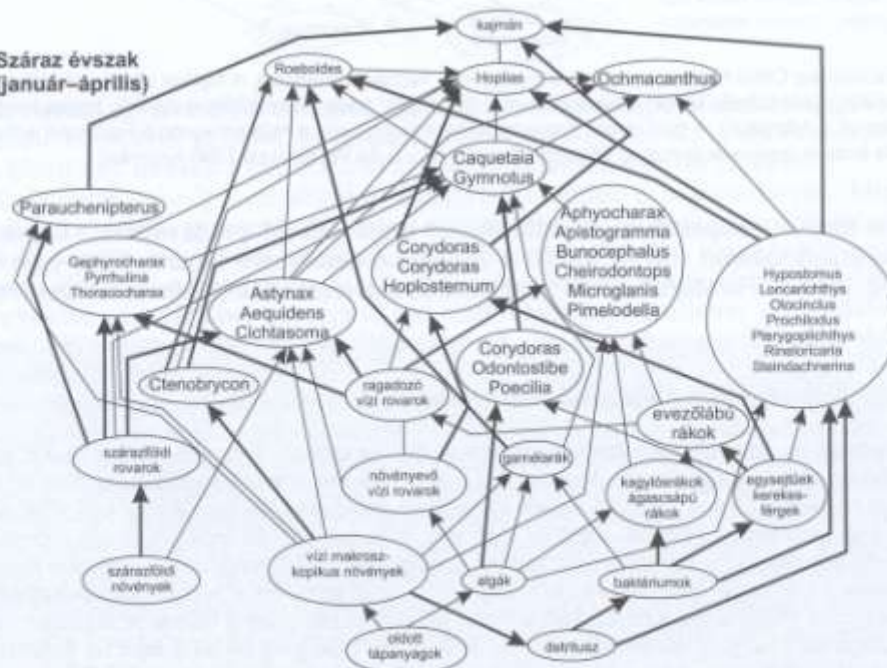 Száraz évszak
(január–április)
kajmán
Roeboides
Hoplias
Ochmacanthus
Caquetaia
Gymnotus
Parauchenipterus
Gephyrocharax
Pyrrhulina
Thoracocharax
Astynax
Aequidens
Cichtasoma
Corydoras
Corydoras
Hoplosternum
Aphyocharax
Apistogramma
Bunocephalus
Cheirodontops
Microglanis
Pimelodella
Hypostomus
Loncarichthys
Otocinclus
Prochilodus
Pterygoplichthys
Rineloricaria
Steindachnerina
Ctenobrycon
ragadozó
vízi rovarok
Corydoras
Odontostibe
Poecilia
evezőlábú
rákok
szárazföldi
rovarok
növényevő
vízi rovarok
garnélarák
kagylósrákok
ágascsápú
rákok
egysejtűek
kerekes-
férgek
szárazföldi
növények
vízi makrosz-
kopikus növények
algák
baktériumok
oldott
tápanyagok
detritusz